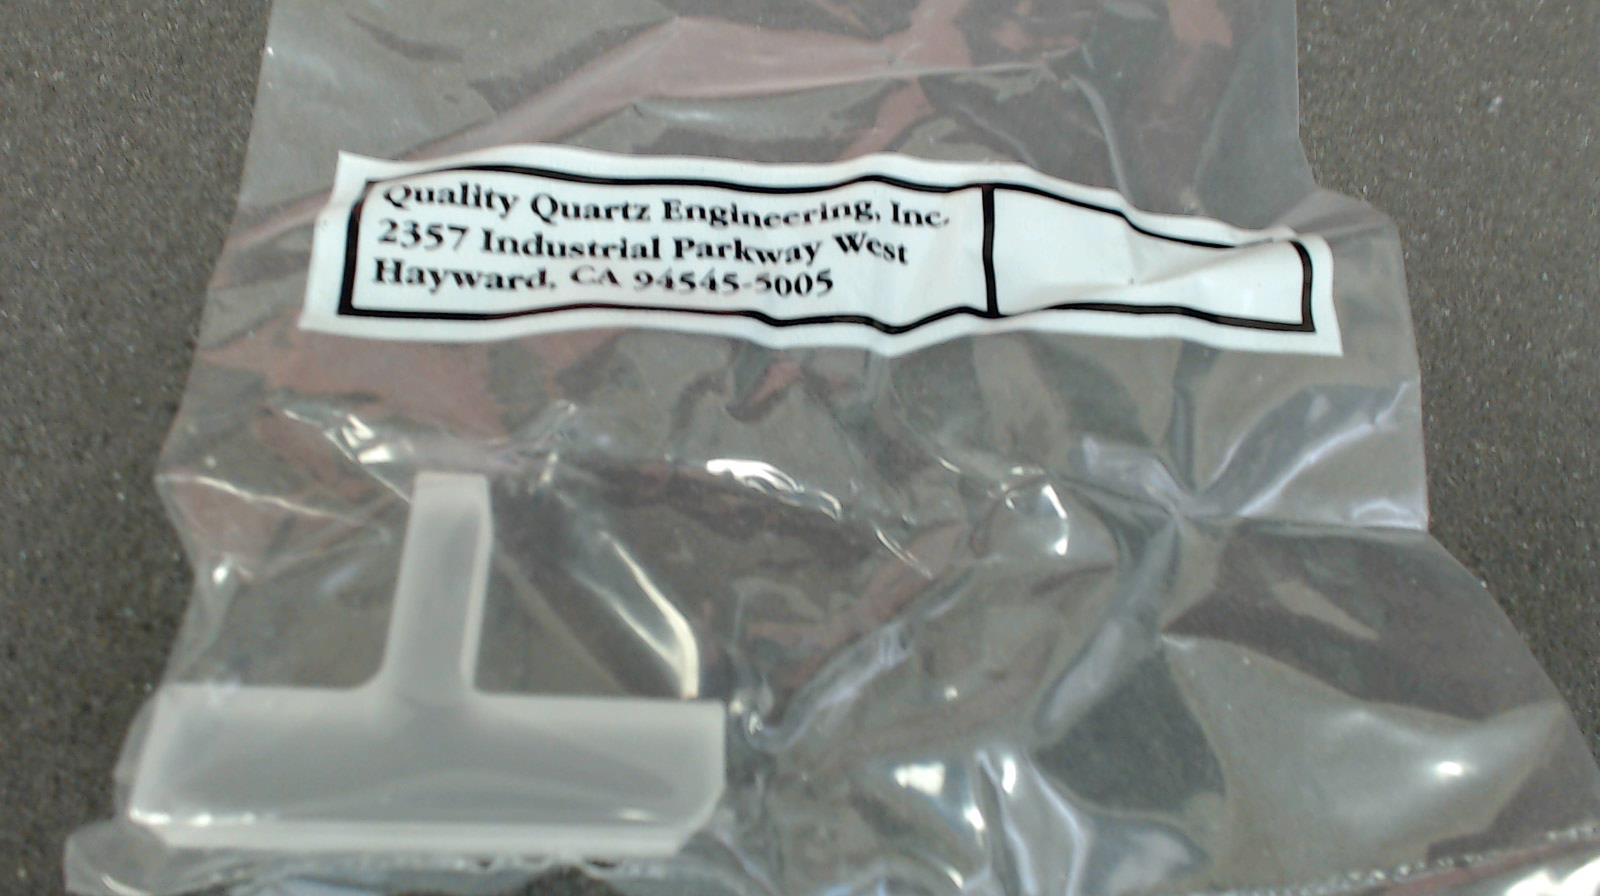 Quality Quartz Engineering, Inc.
2357 Industrial Parkway West
Hayward, CA 94545-5005